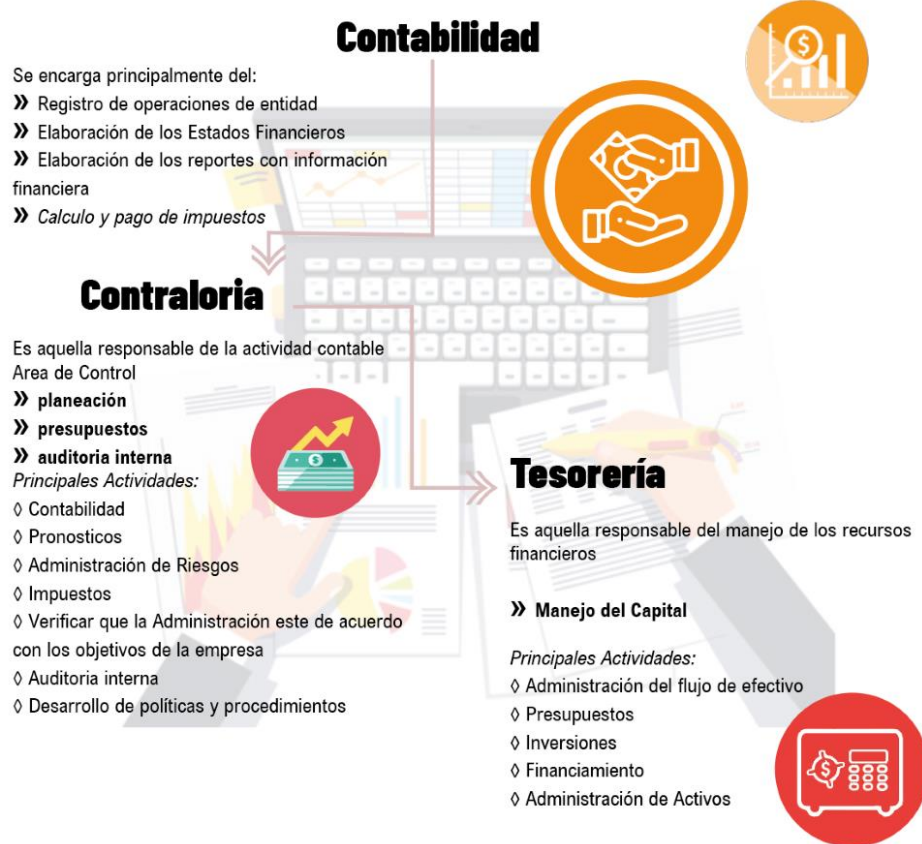 Contabilidad
Se encarga principalmente del:
» Registro de operaciones de entidad
» Elaboración de los Estados Financieros
» Elaboración de los reportes con información
financiera
» Calculo y pago de impuestos
Contraloria
Es aquella responsable de la actividad contable
Area de Control
» planeación
» presupuestos
» auditoria interna
Principales Actividades:
◊ Contabilidad
◊ Pronosticos
◊ Administración de Riesgos
◊ Impuestos
◊ Verificar que la Administración este de acuerdo
con los objetivos de la empresa
◊ Auditoria interna
◊ Desarrollo de políticas y procedimientos
Tesorería
Es aquella responsable del manejo de los recursos
financieros
» Manejo del Capital
Principales Actividades:
◊ Administración del flujo de efectivo
◊ Presupuestos
◊ Inversiones
◊ Financiamiento
◊ Administración de Activos